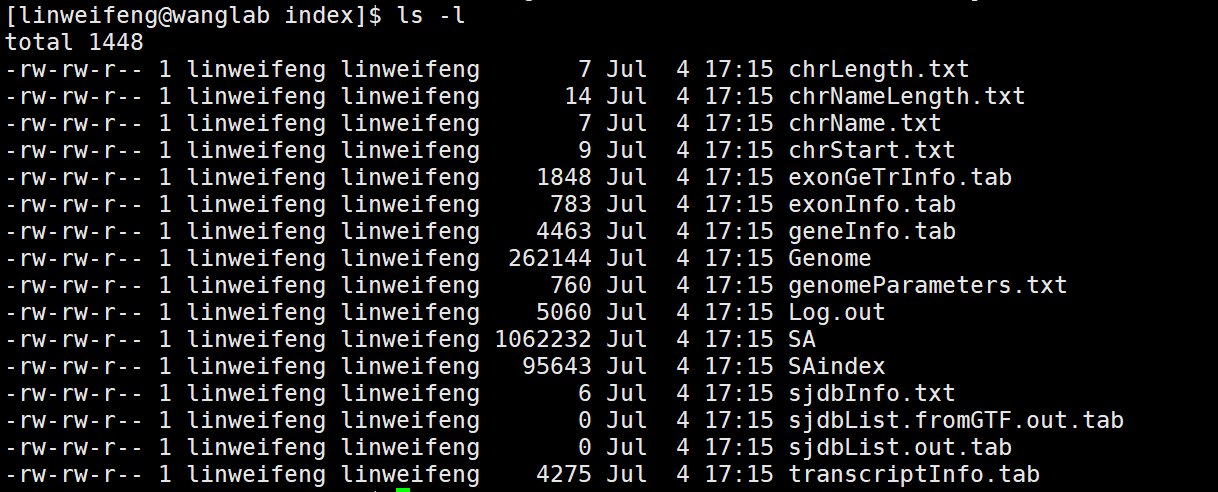 [linweifeng@wanglab index]$ ls -l
total 1448
-rw-rw-r-- 1 linweifeng linweifeng       7 Jul  4 17:15 chrLength.txt
-rw-rw-r-- 1 linweifeng linweifeng      14 Jul  4 17:15 chrNameLength.txt
-rw-rw-r-- 1 linweifeng linweifeng       7 Jul  4 17:15 chrName.txt
-rw-rw-r-- 1 linweifeng linweifeng       9 Jul  4 17:15 chrStart.txt
-rw-rw-r-- 1 linweifeng linweifeng    1848 Jul  4 17:15 exonGeTrInfo.tab
-rw-rw-r-- 1 linweifeng linweifeng     783 Jul  4 17:15 exonInfo.tab
-rw-rw-r-- 1 linweifeng linweifeng    4463 Jul  4 17:15 geneInfo.tab
-rw-rw-r-- 1 linweifeng linweifeng  262144 Jul  4 17:15 Genome
-rw-rw-r-- 1 linweifeng linweifeng     760 Jul  4 17:15 genomeParameters.txt
-rw-rw-r-- 1 linweifeng linweifeng    5060 Jul  4 17:15 Log.out
-rw-rw-r-- 1 linweifeng linweifeng 1062232 Jul  4 17:15 SA
-rw-rw-r-- 1 linweifeng linweifeng   95643 Jul  4 17:15 SAindex
-rw-rw-r-- 1 linweifeng linweifeng       6 Jul  4 17:15 sjdbInfo.txt
-rw-rw-r-- 1 linweifeng linweifeng       0 Jul  4 17:15 sjdbList.fromGTF.out.tab
-rw-rw-r-- 1 linweifeng linweifeng       0 Jul  4 17:15 sjdbList.out.tab
-rw-rw-r-- 1 linweifeng linweifeng    4275 Jul  4 17:15 transcriptInfo.tab